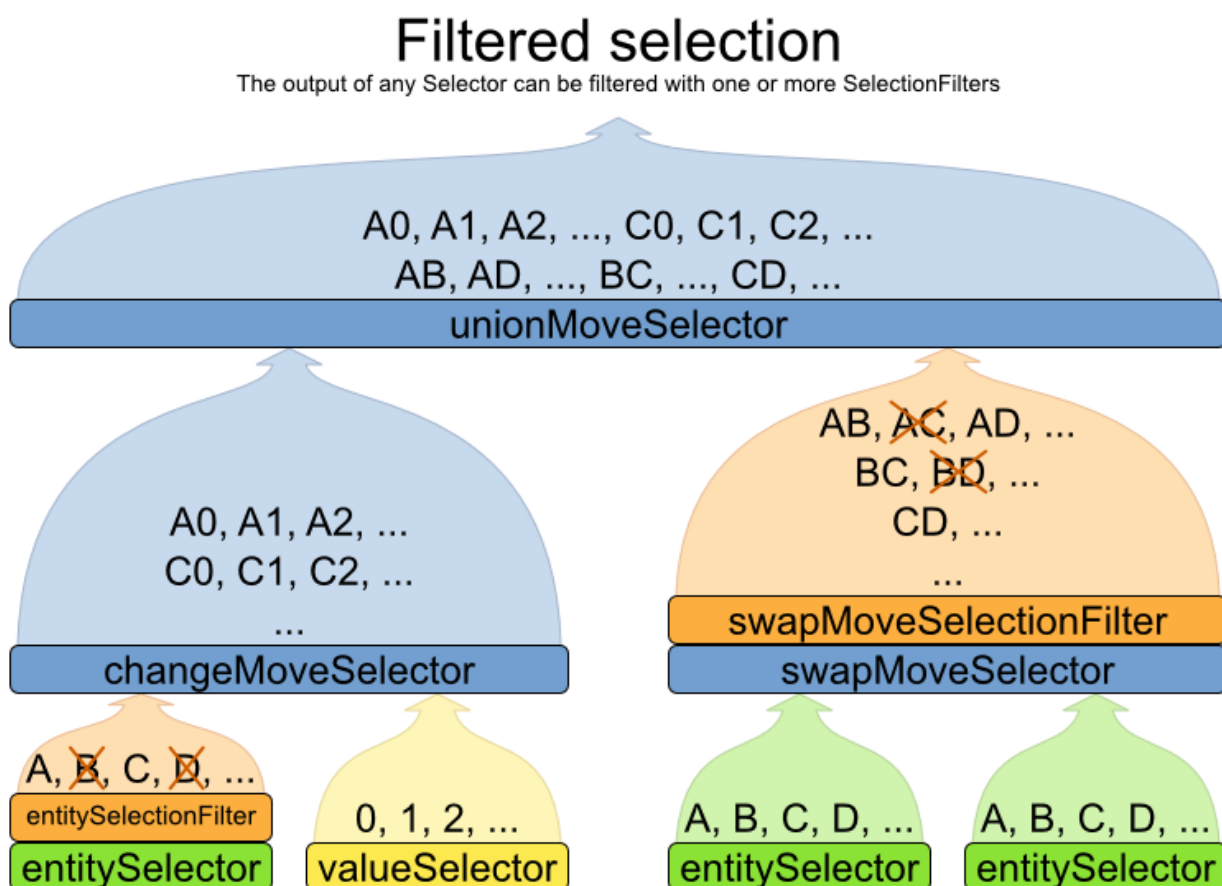 Filtered selection
The output of any Selector can be filtered with one or more SelectionFilters
A0, A1, A2, ..., C0, C1, C2, ...
AB, AD, ..., BC, ..., CD, ...
unionMoveSelector
A0, A1, A2, ...
C0, C1, C2, ...
...
changeMoveSelector
A, B, C, D, ...
entitySelectionFilter
entitySelector
0, 1, 2, ...
valueSelector
AB, AC, AD, ...
BC, BD, ...
CD, ...
...
swapMoveSelectionFilter
swapMoveSelector
A, B, C, D, ...
entitySelector
A, B, C, D, ...
entitySelector